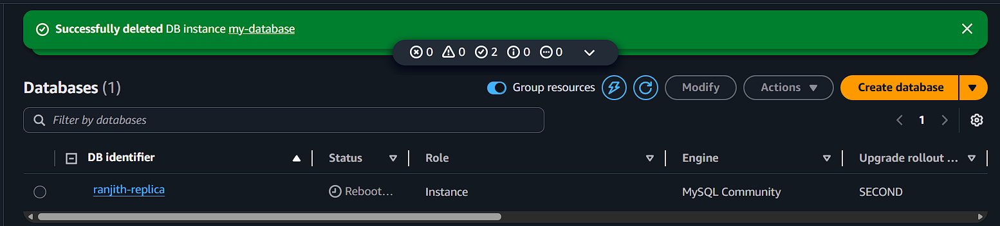 Successfully deleted DB instance my-database
0 0 2 0 0
Databases (1)
Group resources
Modify
Actions
Create database
Filter by databases
1
DB identifier Status Role Engine Upgrade rollout ...
ranjith-replica Reboot... Instance MySQL Community SECOND